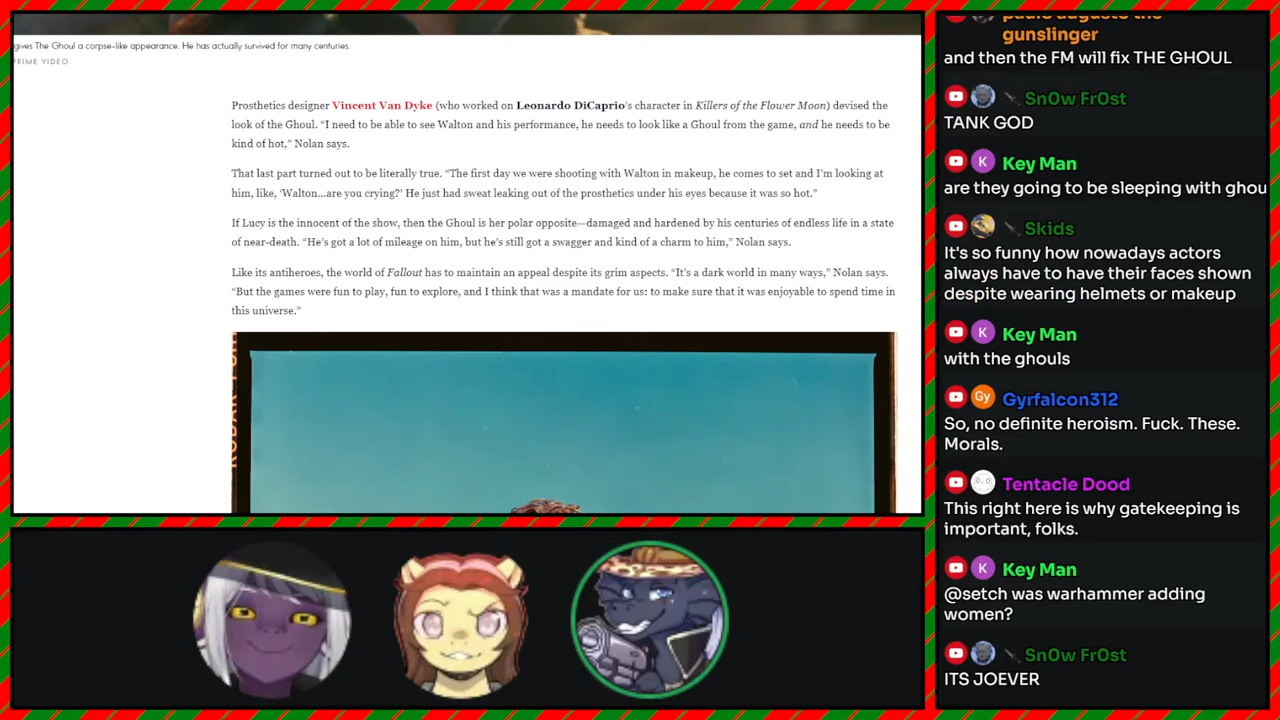 gives The Ghoul a corpse-like appearance. He has actually survived for many centuries.
PRIME VIDEO.
Prosthetics designer Vincent Van Dyke (who worked on Leonardo DiCaprio's character in Killers of the Flower Moon) devised the
look of the Ghoul. “I need to be able to see Walton and his performance, he needs to look like a Ghoul from the game, and he needs to be
kind of hot,” Nolan says.
That last part turned out to be literally true. “The first day we were shooting with Walton in makeup, he comes to set and I'm looking at
him, like, ‘Walton...are you crying?’ He just had sweat leaking out of the prosthetics under his eyes because it was so hot.”
If Lucy is the innocent of the show, then the Ghoul is her polar opposite—damaged and hardened by his centuries of endless life in a state
of near-death. “He's got a lot of mileage on him, but he's still got a swagger and kind of a charm to him,” Nolan says.
Like its antiheroes, the world of Fallout has to maintain an appeal despite its grim aspects. “It's a dark world in many ways,” Nolan says.
“But the games were fun to play, fun to explore, and I think that was a mandate for us: to make sure that it was enjoyable to spend time in
this universe.”
gunslinger
and then the FM will fix THE GHOUL
Sn0w Fr0st
TANK GOD
K Key Man
are they going to be sleeping with ghou
Skids
It's so funny how nowadays actors
always have to have their faces shown
despite wearing helmets or makeup
K Key Man
with the ghouls
Gy Gyrfalcon312
So, no definite heroism. Fuck. These.
Morals.
Tentacle Dood
This right here is why gatekeeping is
important, folks.
K Key Man
@setch was warhammer adding
women?
Sn0w Fr0st
ITS JOEVER